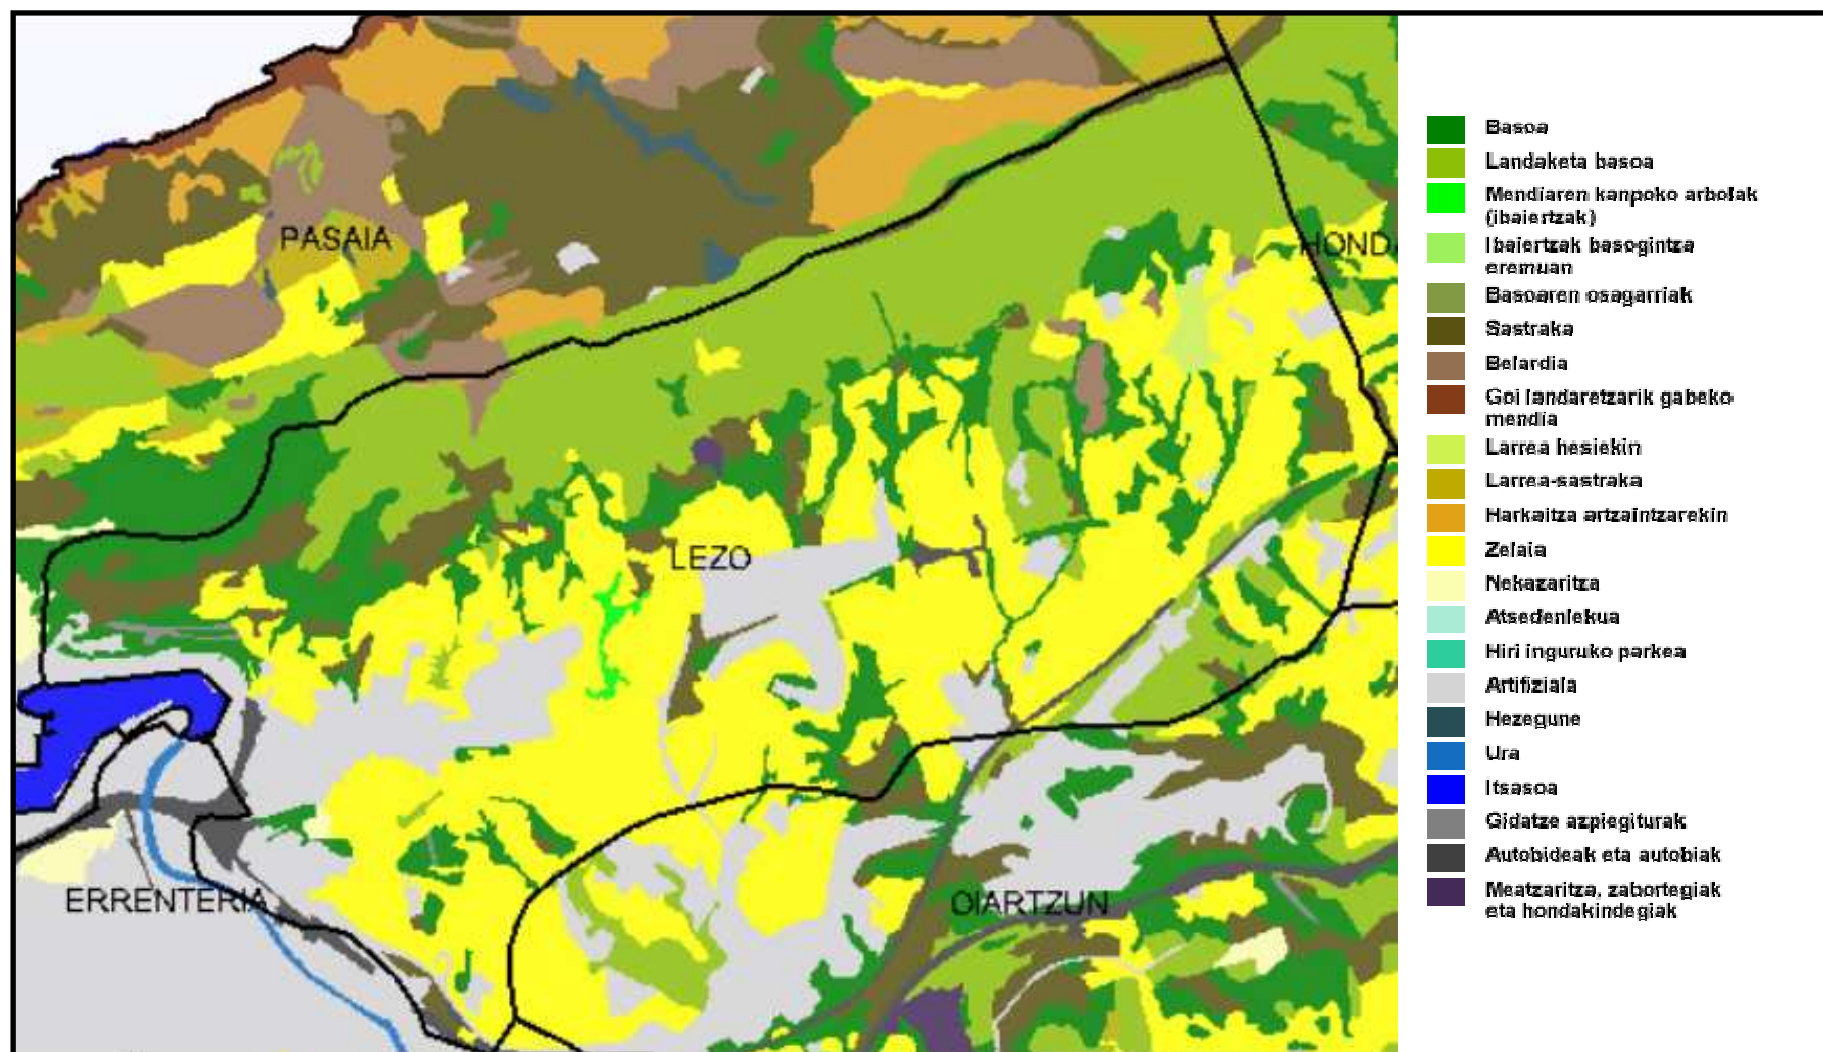 PASAIA
HOND
LEZO
ERRENTERIA
OIARTZUN
Basoa
Landaketa basoa
Mendiaren kanpoko arbolak
(ibaiertzak)
Ibaiertzak basogintza
eremuan
Basoaren osagarriak
Sastraka
Belardia
Goi landaretzarik gabeko
mendia
Larrea hesiekin
Larrea-sastraka
Harkaitza artzaintzarekin
Zelaia
Nekazaritza
Atsedenlekua
Hiri inguruko parkea
Artifiziala
Hezegune
Ura
Itsasoa
Gidatze azpiegiturak
Autobideak eta autobiak
Meatzaritza, zabortegiak
eta hondakindegiak